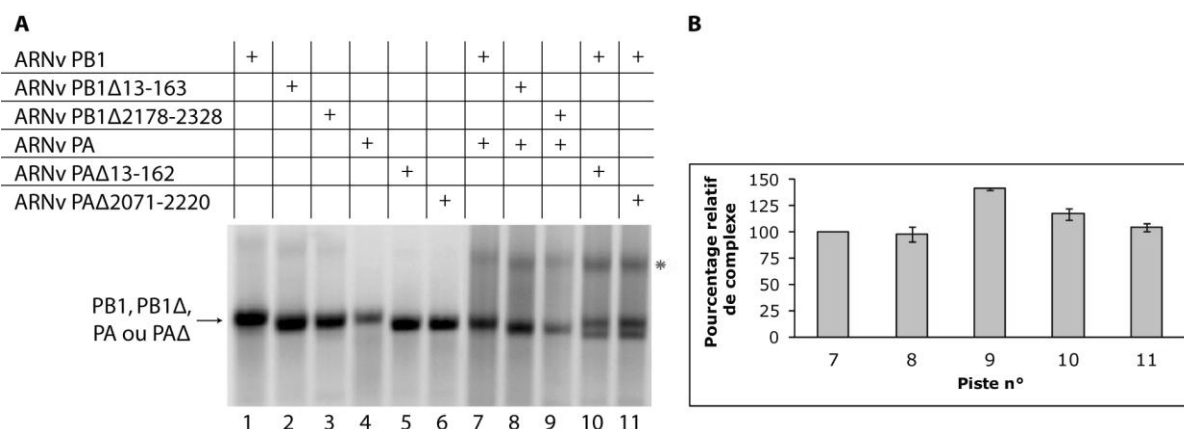 A
ARNv PB1 + + + +
ARNv PB1Δ13-163 + +
ARNv PB1Δ2178-2328 + +
ARNv PA + + + +
ARNv PAΔ13-162 + +
ARNv PAΔ2071-2220 + +
PB1, PB1Δ,
PA ou PAΔ
*
1 2 3 4 5 6 7 8 9 10 11
B
Pourcentage relatif
de complexe
150
125
100
75
50
25
0
7 8 9 10 11
Piste n°